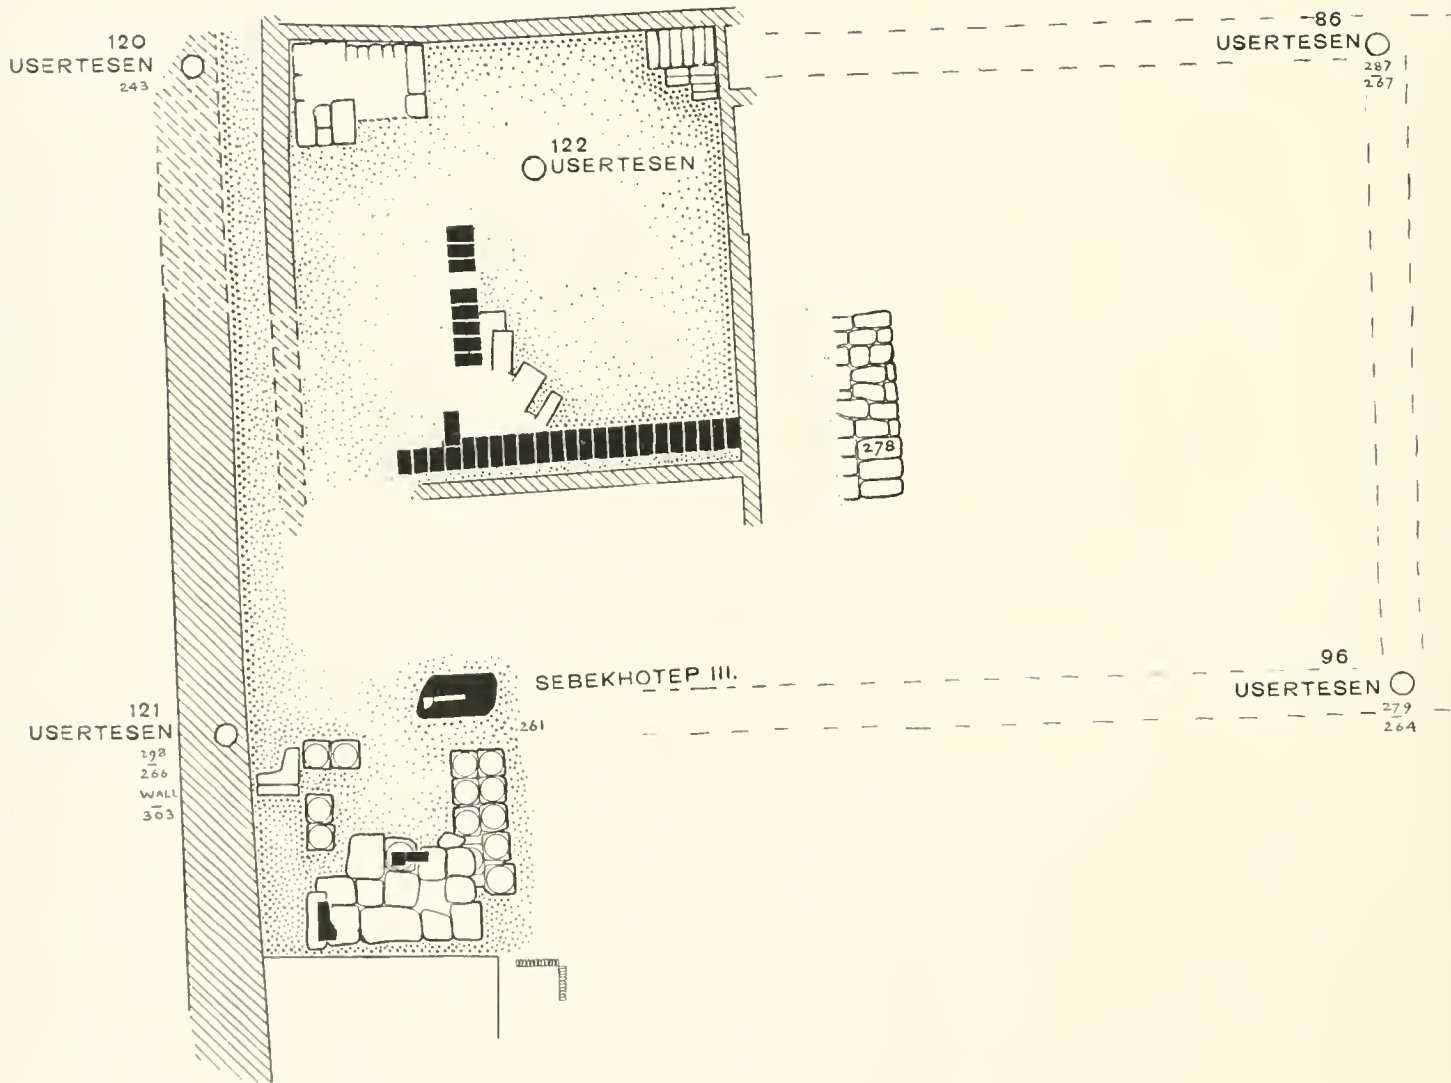 120
USERTESEN
243
86
USERTESEN
287
267
122
USERTESEN
278
SEBEKHOTEP III.
261
96
USERTESEN
279
264
121
USERTESEN
298
266
WALL
303